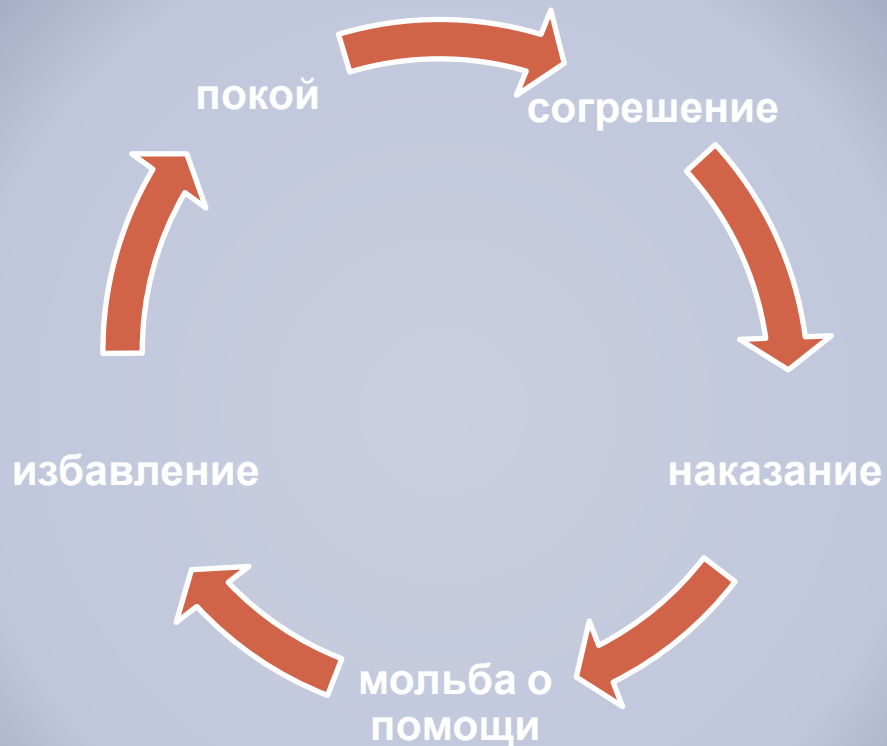 покой
согрешение
наказание
мольба о
помощи
избавление